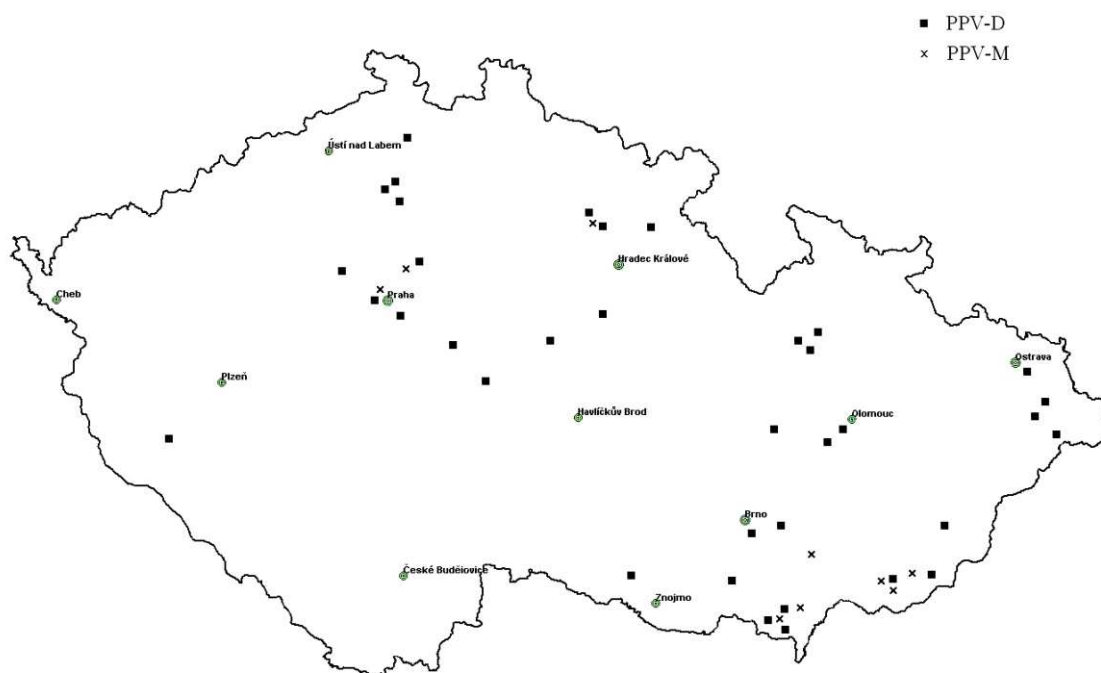 PPV-D
PPV-M
Ústí nad Labem
Hradec Králové
Cheb
Praha
Ostrava
Plzeň
Havlíčkův Brod
Olomouc
Brno
České Budějovice
Znojmo